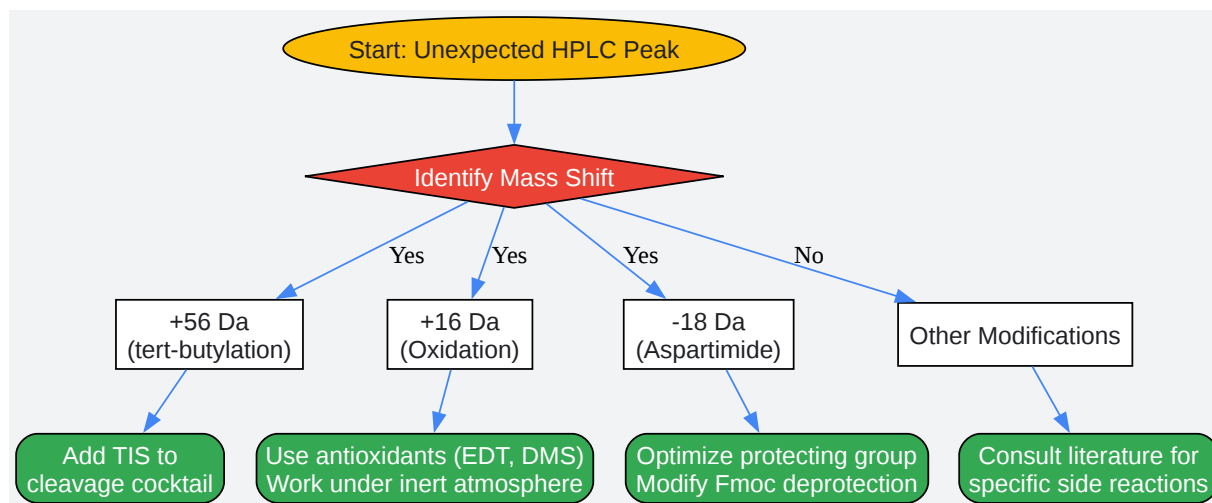 Start: Unexpected HPLC Peak
Identify Mass Shift
Yes
Yes
Yes
No
+56 Da
(tert-butylation)
+16 Da
(Oxidation)
-18 Da
(Aspartimide)
Other Modifications
Add TIS to
cleavage cocktail
Use antioxidants (EDT, DMS)
Work under inert atmosphere
Optimize protecting group
Modify Fmoc deprotection
Consult literature for
specific side reactions